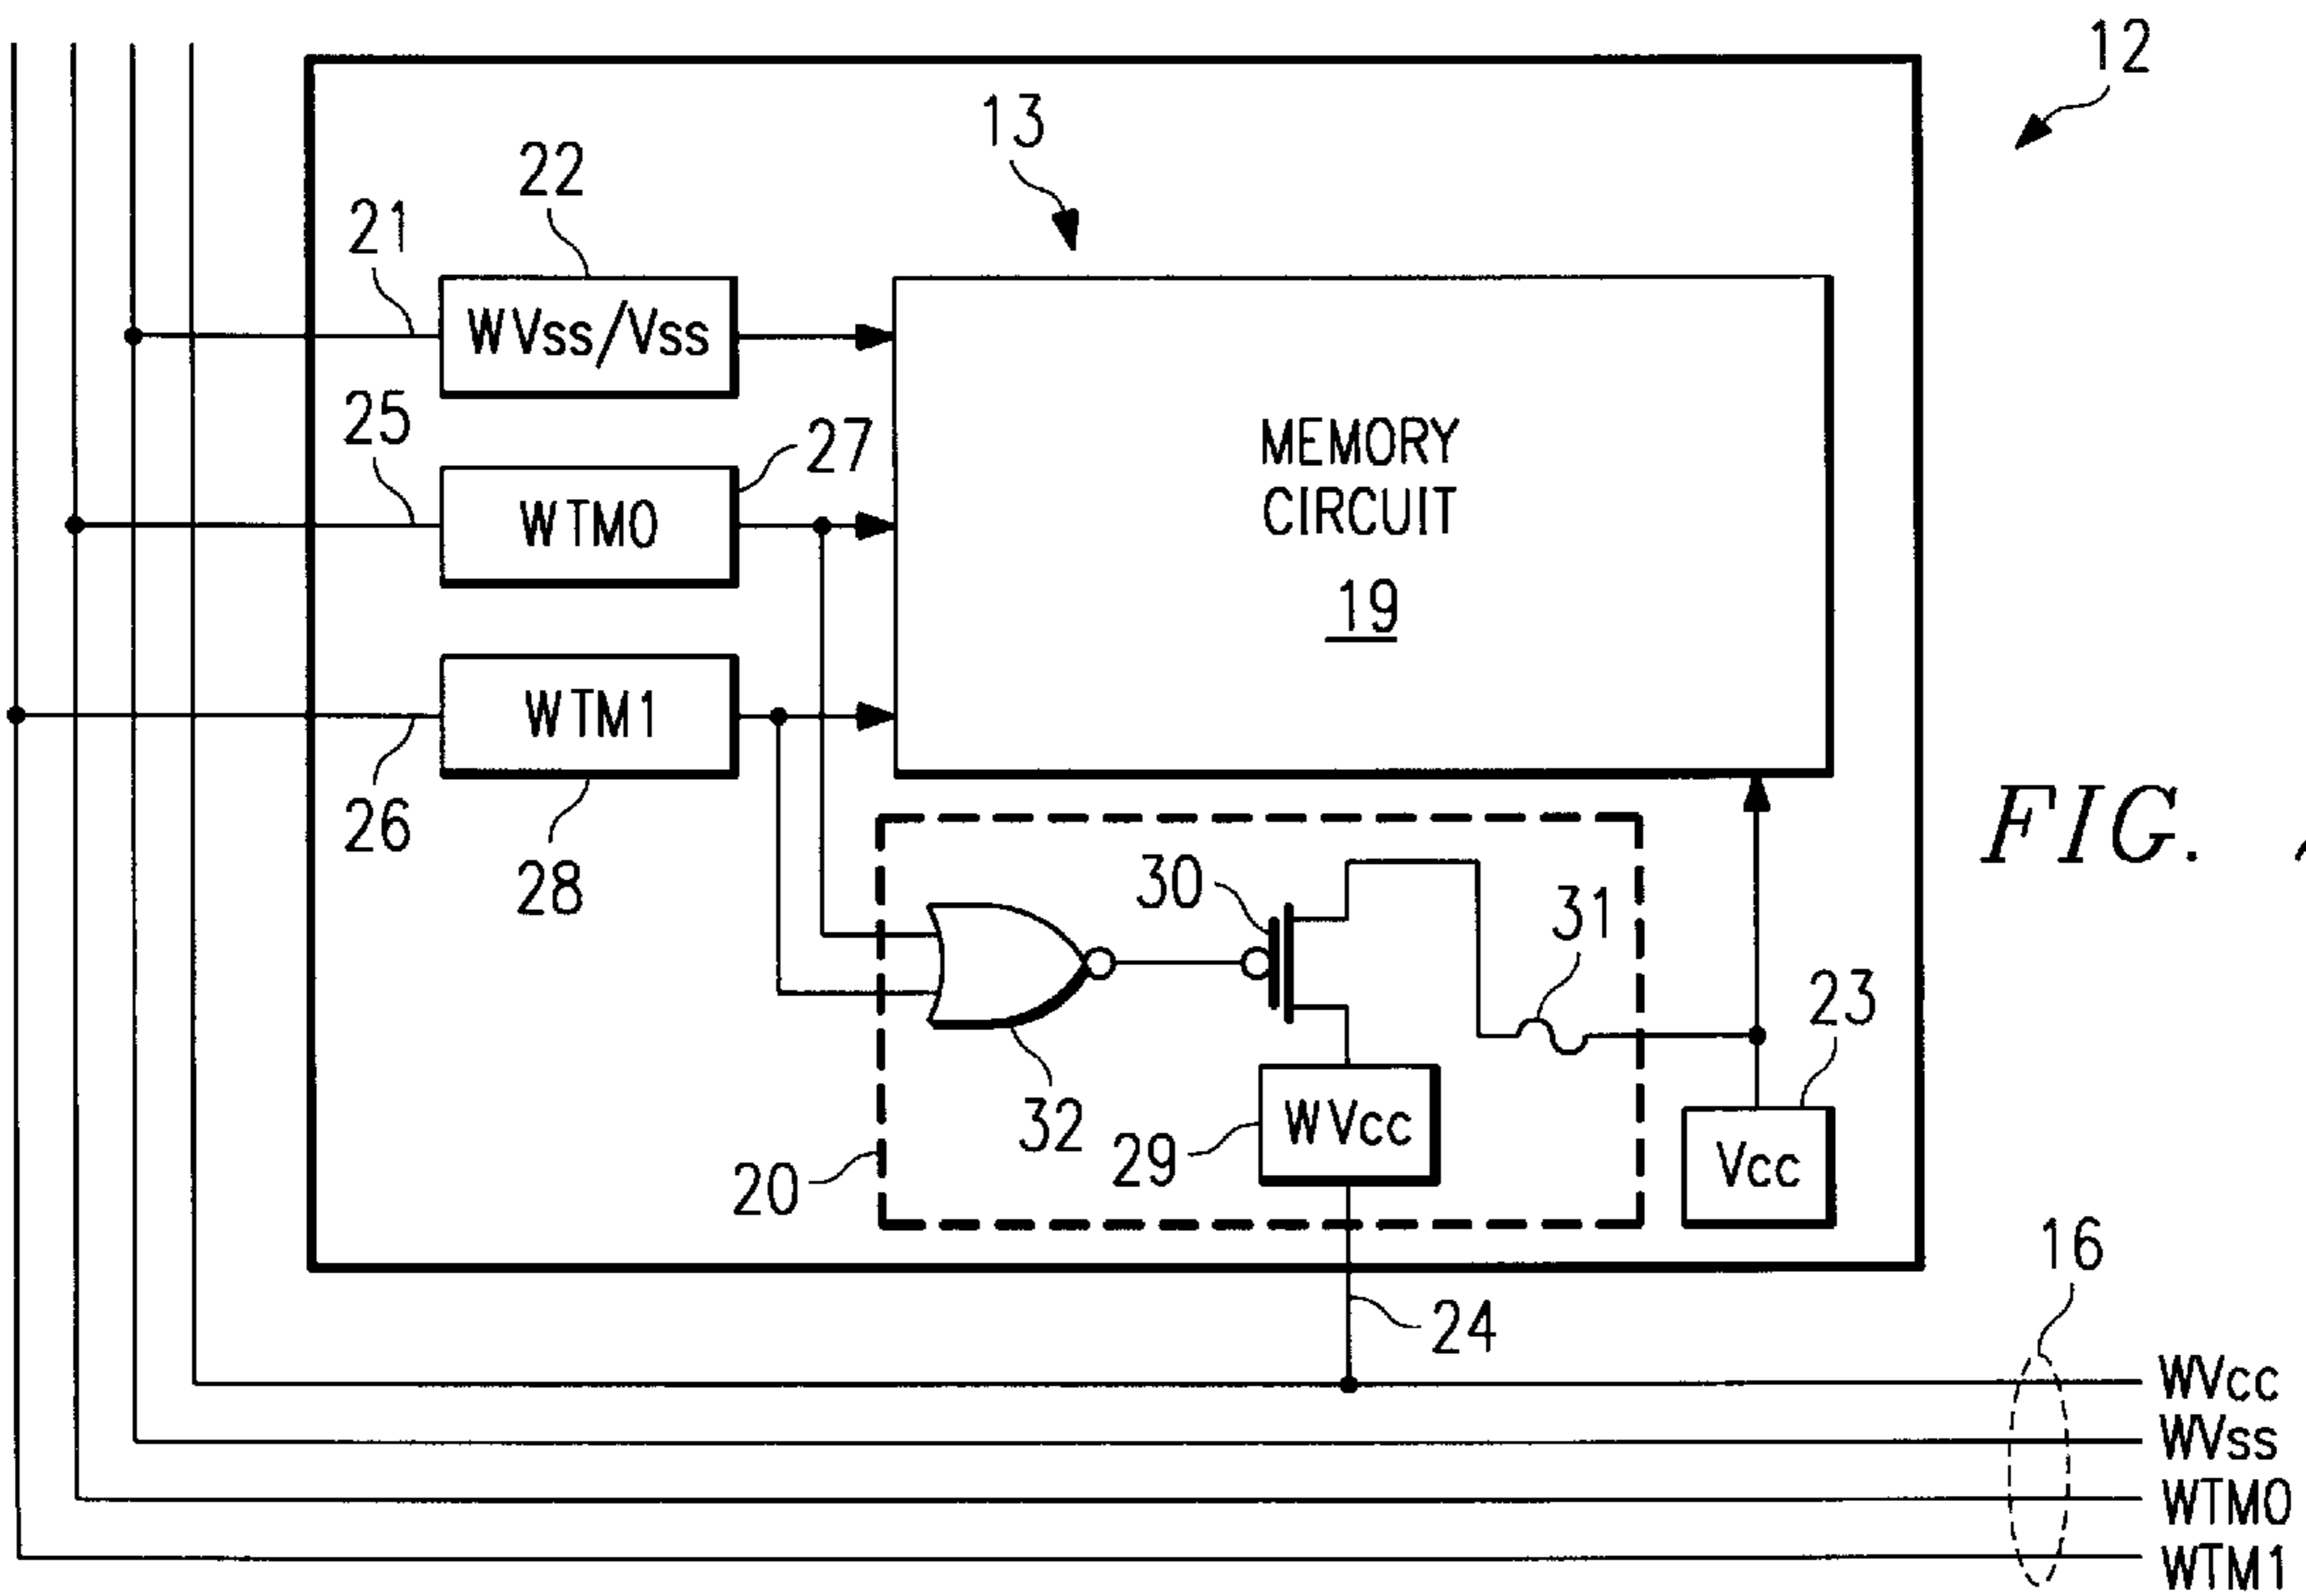 12
13
22
21
WVss/Vss
25
27
MEMORY
CIRCUIT
19
WTM0
WTM1
26
28
FIG.
30
31
23
32
29
WVcc
Vcc
20
16
24
WVcc
WVss
WTM0
WTM1